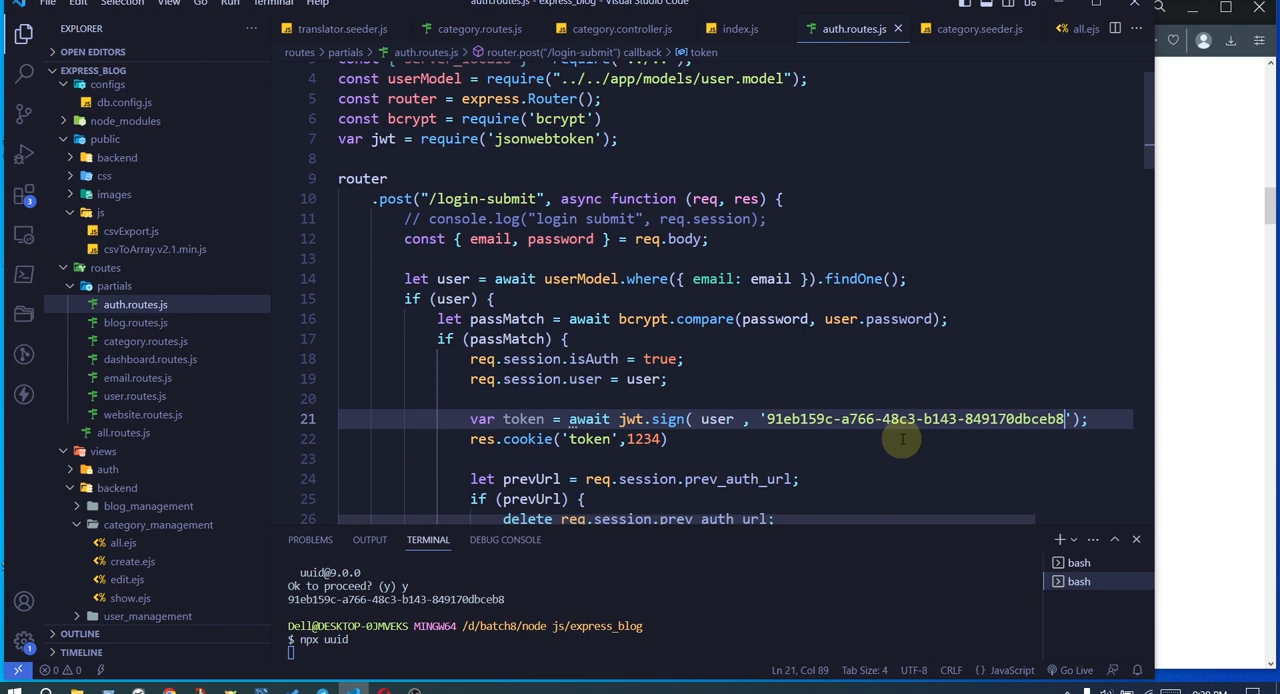 File Edit Selection View Go Run Terminal Help
auth.routes.js - express_blog - Visual Studio Code
EXPLORER
translator.seeder.js category.routes.js category.controller.js index.js auth.routes.js category.seeder.js all.ejs
routes > partials > auth.routes.js > router.post("/login-submit") callback > token
OPEN EDITORS
EXPRESS_BLOG
configs
db.config.js
node_modules
public
backend
css
images
js
csvExport.js
csvToArray.v2.1.min.js
routes
partials
auth.routes.js
blog.routes.js
category.routes.js
dashboard.routes.js
email.routes.js
user.routes.js
website.routes.js
all.routes.js
views
auth
backend
blog_management
category_management
all.ejs
create.ejs
edit.ejs
show.ejs
user_management
OUTLINE
TIMELINE
3 const { server_locals } = require("../..");
4 const userModel = require("../../app/models/user.model");
5 const router = express.Router();
6 const bcrypt = require('bcrypt')
7 var jwt = require('jsonwebtoken');
8
9 router
10 .post("/login-submit", async function (req, res) {
11 // console.log("login submit", req.session);
12 const { email, password } = req.body;
13
14 let user = await userModel.where({ email: email }).findOne();
15 if (user) {
16 let passMatch = await bcrypt.compare(password, user.password);
17 if (passMatch) {
18 req.session.isAuth = true;
19 req.session.user = user;
20
21 var token = await jwt.sign( user , '91eb159c-a766-48c3-b143-849170dbceb8');
22 res.cookie('token',1234)
24 let prevUrl = req.session.prev_auth_url;
25 if (prevUrl) {
26 delete req.session.prev_auth_url;
PROBLEMS OUTPUT TERMINAL DEBUG CONSOLE
uuid@9.0.0
Ok to proceed? (y) y
91eb159c-a766-48c3-b143-849170dbceb8
Dell@DESKTOP-0JMVEKS MINGW64 /d/batch8/node js/express_blog
$ npx uuid
bash
bash
3
1
0 0
Ln 21, Col 89 Tab Size: 4 UTF-8 CRLF {} JavaScript Go Live